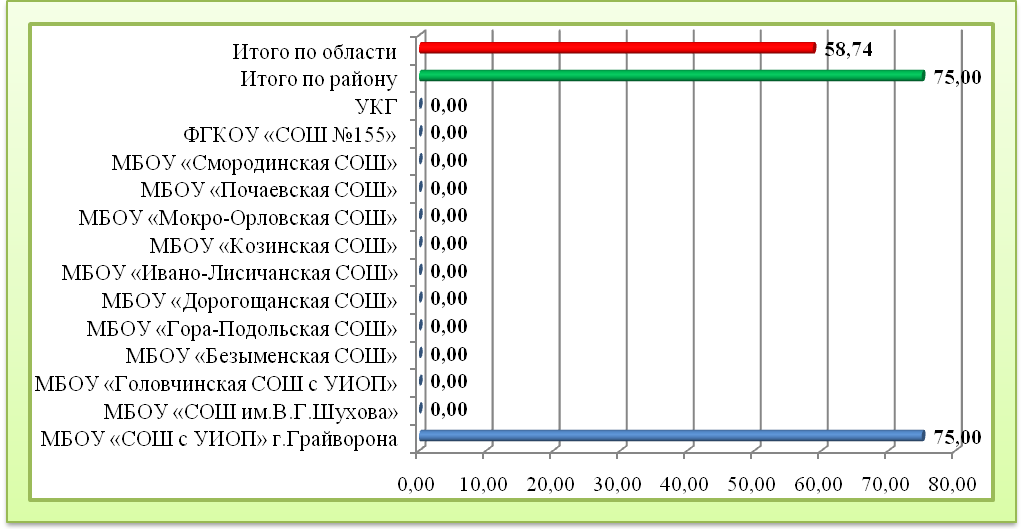 Итого по области 58,74
Итого по району 75,00
УКГ 0,00
ФГКОУ «СОШ №155» 0,00
МБОУ «Смородинская СОШ» 0,00
МБОУ «Почаевская СОШ» 0,00
МБОУ «Мокро-Орловская СОШ» 0,00
МБОУ «Козинская СОШ» 0,00
МБОУ «Ивано-Лисичанская СОШ» 0,00
МБОУ «Дорогощанская СОШ» 0,00
МБОУ «Гора-Подольская СОШ» 0,00
МБОУ «Безыменская СОШ» 0,00
МБОУ «Головчинская СОШ с УИОП» 0,00
МБОУ «СОШ им.В.Г.Шухова» 0,00
МБОУ «СОШ с УИОП» г.Грайворона 75,00
0,00 10,00 20,00 30,00 40,00 50,00 60,00 70,00 80,00